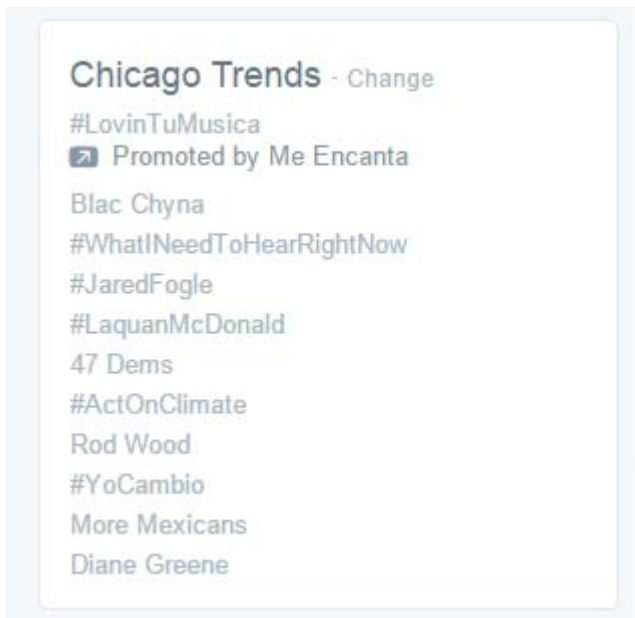 Chicago Trends · Change
#LovinTuMusica
Promoted by Me Encanta
Blac Chyna
#WhatINeedToHearRightNow
#JaredFogle
#LaquanMcDonald
47 Dems
#ActOnClimate
Rod Wood
#YoCambio
More Mexicans
Diane Greene